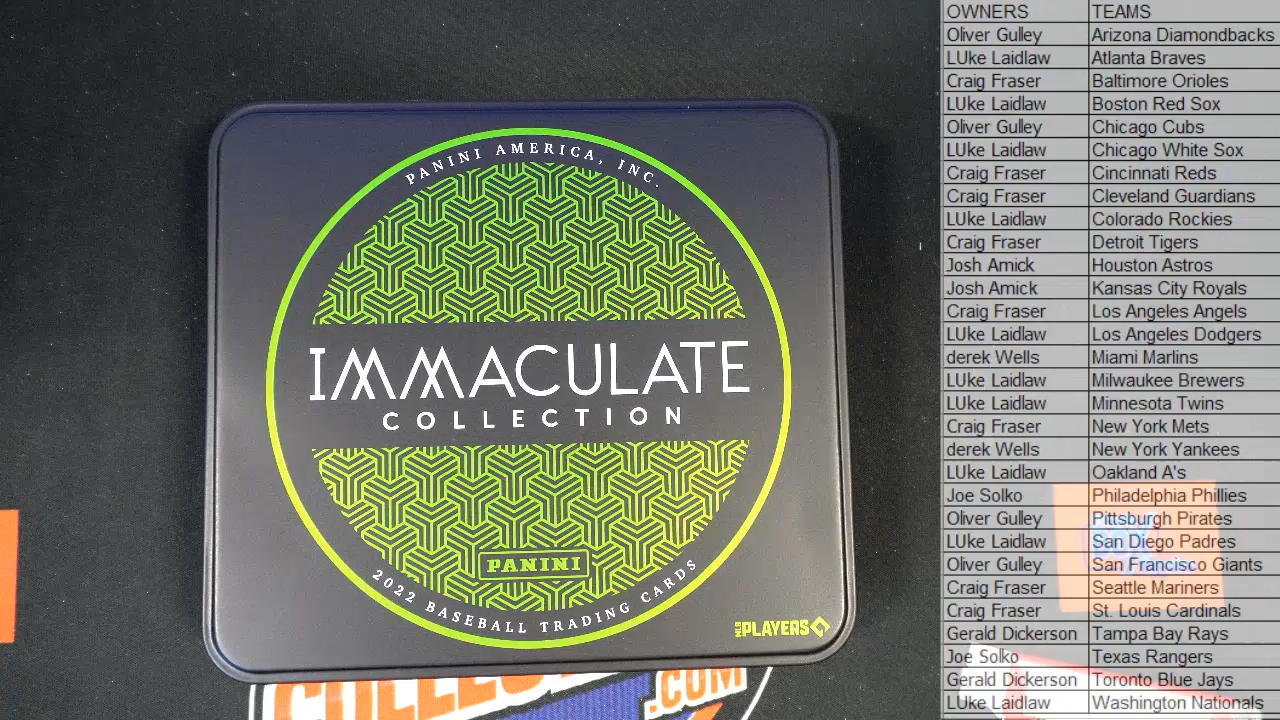 PANINI AMERICA, INC.
IMMACULATE
COLLECTION
PANINI
2022 BASEBALL TRADING CARDS
MLB PLAYERS
.COM
OWNERS TEAMS
Oliver Gulley Arizona Diamondbacks
LUke Laidlaw Atlanta Braves
Craig Fraser Baltimore Orioles
LUke Laidlaw Boston Red Sox
Oliver Gulley Chicago Cubs
LUke Laidlaw Chicago White Sox
Craig Fraser Cincinnati Reds
Craig Fraser Cleveland Guardians
LUke Laidlaw Colorado Rockies
Craig Fraser Detroit Tigers
Josh Amick Houston Astros
Josh Amick Kansas City Royals
Craig Fraser Los Angeles Angels
LUke Laidlaw Los Angeles Dodgers
derek Wells Miami Marlins
LUke Laidlaw Milwaukee Brewers
LUke Laidlaw Minnesota Twins
Craig Fraser New York Mets
derek Wells New York Yankees
LUke Laidlaw Oakland A's
Joe Solko Philadelphia Phillies
Oliver Gulley Pittsburgh Pirates
LUke Laidlaw San Diego Padres
Oliver Gulley San Francisco Giants
Craig Fraser Seattle Mariners
Craig Fraser St. Louis Cardinals
Gerald Dickerson Tampa Bay Rays
Joe Solko Texas Rangers
Gerald Dickerson Toronto Blue Jays
LUke Laidlaw Washington Nationals